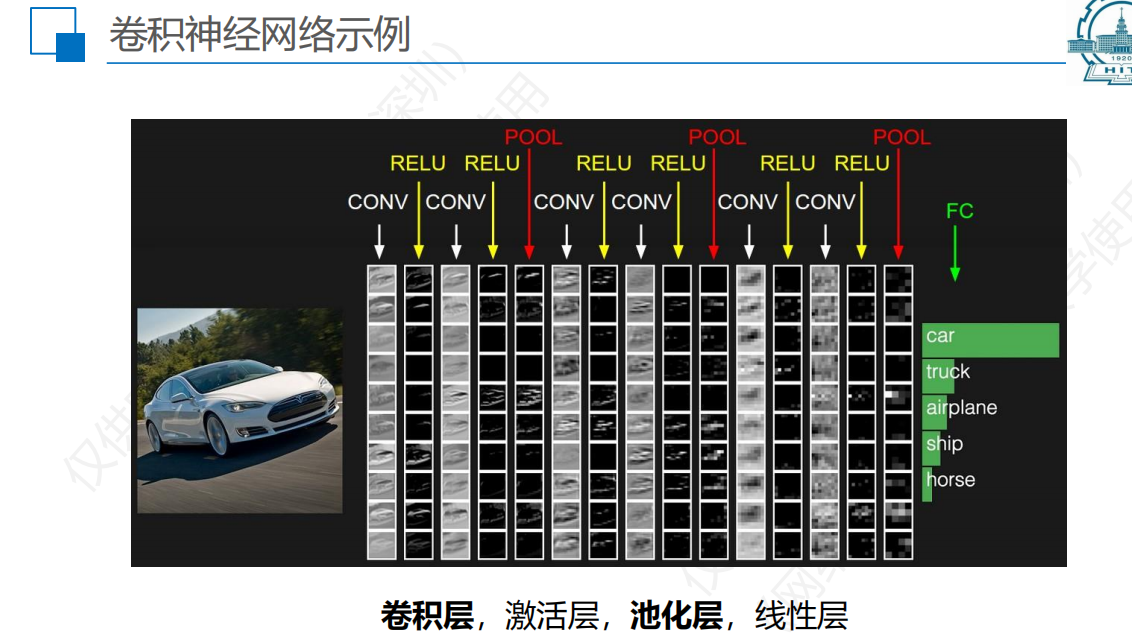 卷积神经网络示例
1920
HIT
POOL POOL POOL
RELU RELU RELU RELU RELU RELU
CONV CONV CONV CONV CONV CONV
FC
car
truck
airplane
ship
horse
卷积层，激活层，池化层，线性层